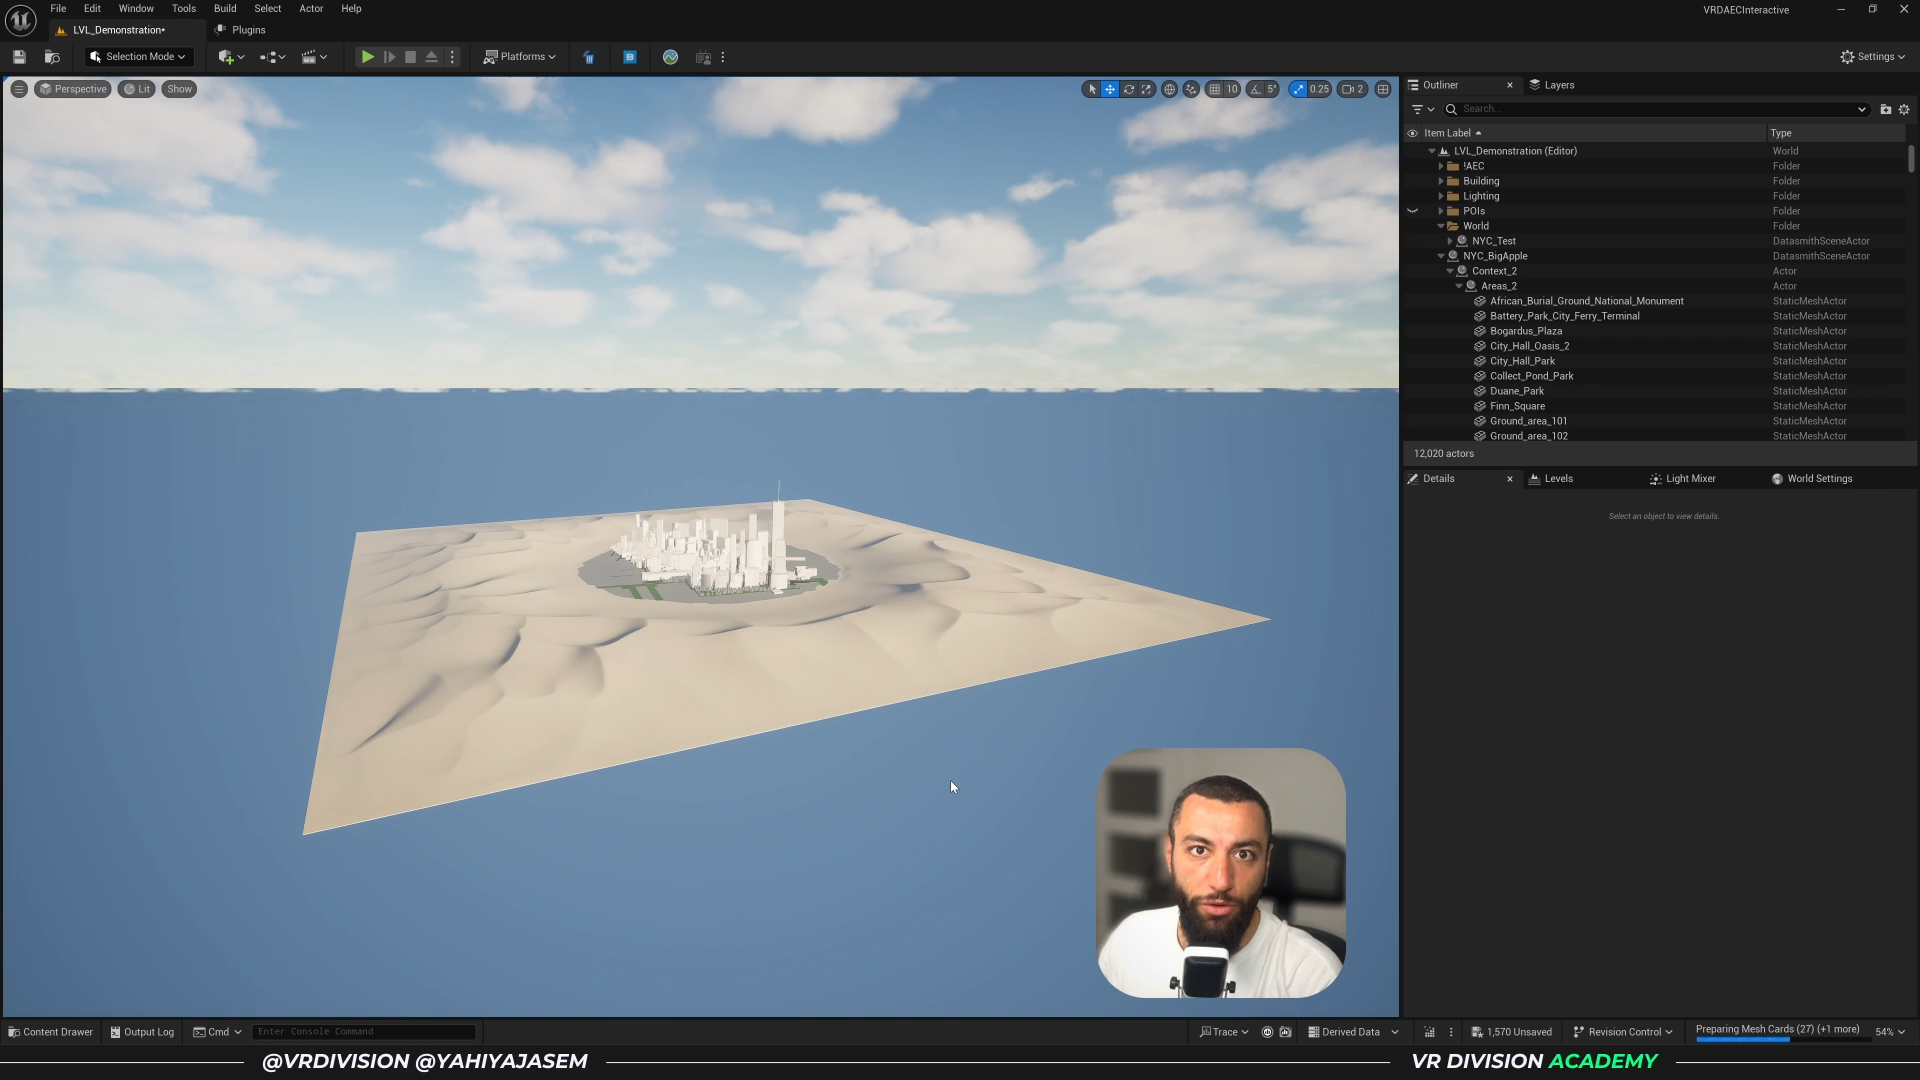 File Edit Window Tools Build Select Actor Help
VRDAECInteractive
LVL_Demonstration•
Plugins
Selection Mode
Platforms
Settings
Perspective
Lit
Show
10
5°
0.25
2
Outliner
Layers
Search...
Item Label
Type
LVL_Demonstration (Editor) World
!AEC Folder
Building Folder
Lighting Folder
POIs Folder
World Folder
NYC_Test DatasmithSceneActor
NYC_BigApple DatasmithSceneActor
Context_2 Actor
Areas_2 Actor
African_Burial_Ground_National_Monument StaticMeshActor
Battery_Park_City_Ferry_Terminal StaticMeshActor
Bogardus_Plaza StaticMeshActor
City_Hall_Oasis_2 StaticMeshActor
City_Hall_Park StaticMeshActor
Collect_Pond_Park StaticMeshActor
Duane_Park StaticMeshActor
Finn_Square StaticMeshActor
Ground_area_101 StaticMeshActor
Ground_area_102 StaticMeshActor
12,020 actors
Details
Levels
Light Mixer
World Settings
Select an object to view details.
Content Drawer
Output Log
Cmd
Enter Console Command
Trace
Derived Data
1,570 Unsaved
Revision Control
Preparing Mesh Cards (27) (+1 more)
54%
@VRDIVISION @YAHIYAJASEM
VR DIVISION ACADEMY